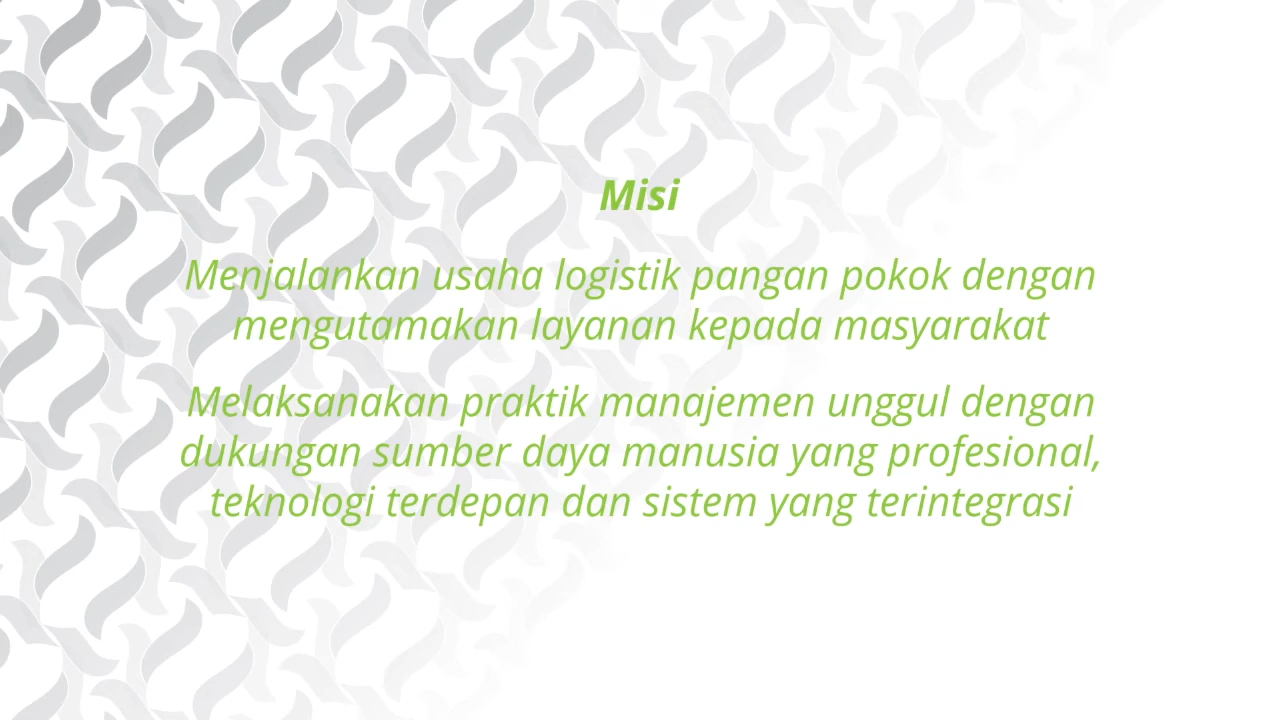 Misi
Menjalankan usaha logistik pangan pokok dengan
mengutamakan layanan kepada masyarakat
Melaksanakan praktik manajemen unggul dengan
dukungan sumber daya manusia yang profesional,
teknologi terdepan dan sistem yang terintegrasi